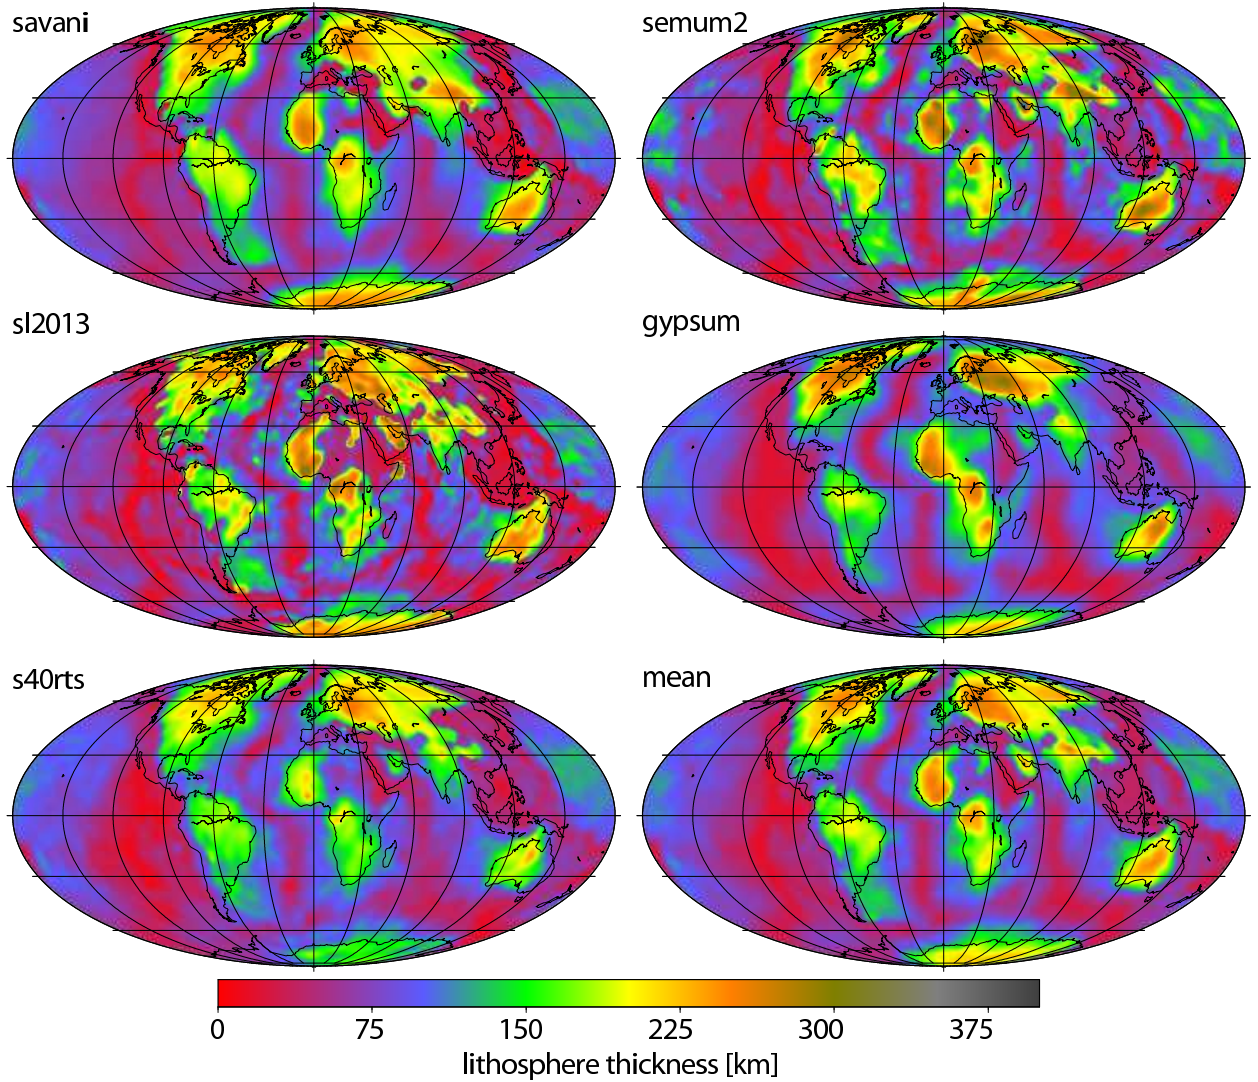 savani
semum2
sl2013
gypsum
s40rts
mean
0 75 150 225 300 375
lithosphere thickness [km]